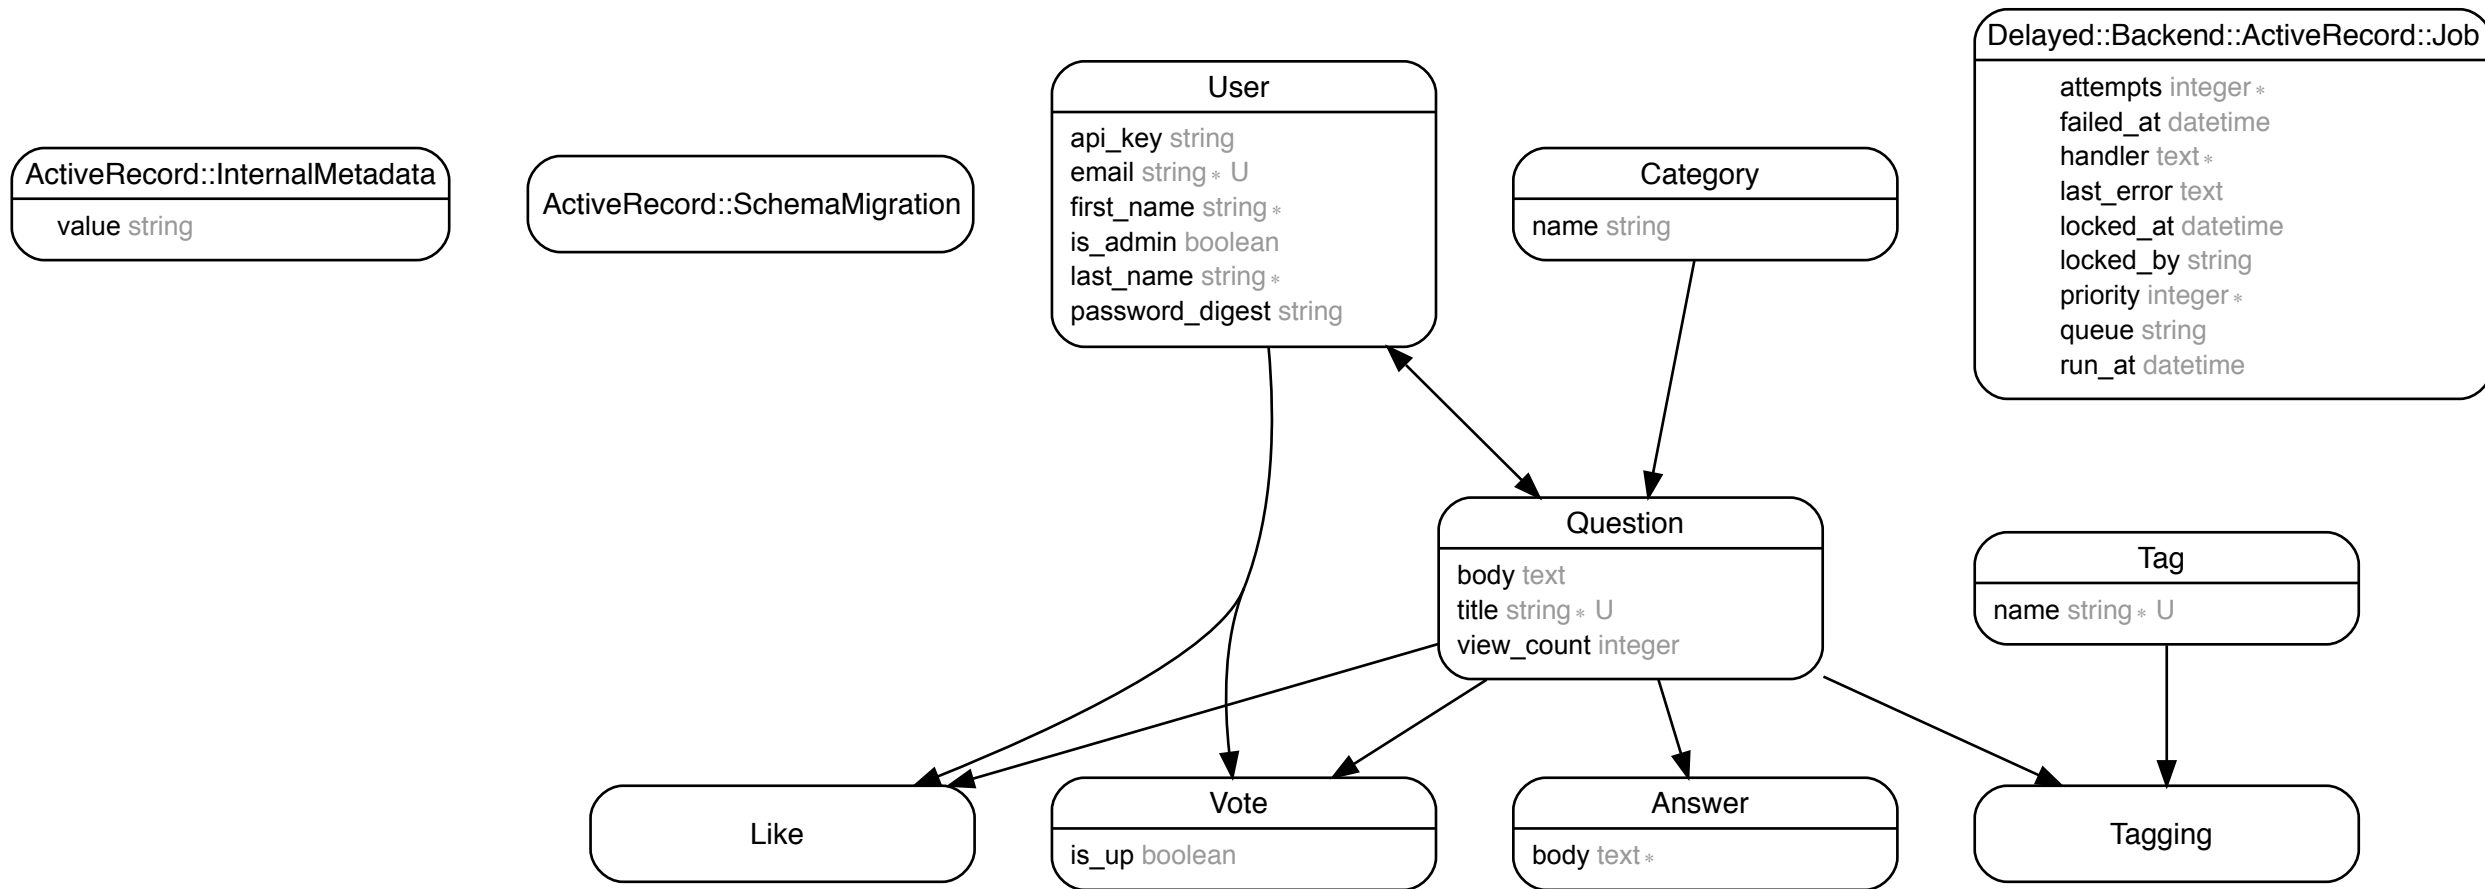 ActiveRecord::InternalMetadata
value string
ActiveRecord::SchemaMigration
User
api_key string
email string∗ U
first_name string∗
is_admin boolean
last_name string∗
password_digest string
Category
name string
Delayed::Backend::ActiveRecord::Job
attempts integer∗
failed_at datetime
handler text∗
last_error text
locked_at datetime
locked_by string
priority integer∗
queue string
run_at datetime
Question
body text
title string∗ U
view_count integer
Tag
name string∗ U
Like
Vote
is_up boolean
Answer
body text∗
Tagging